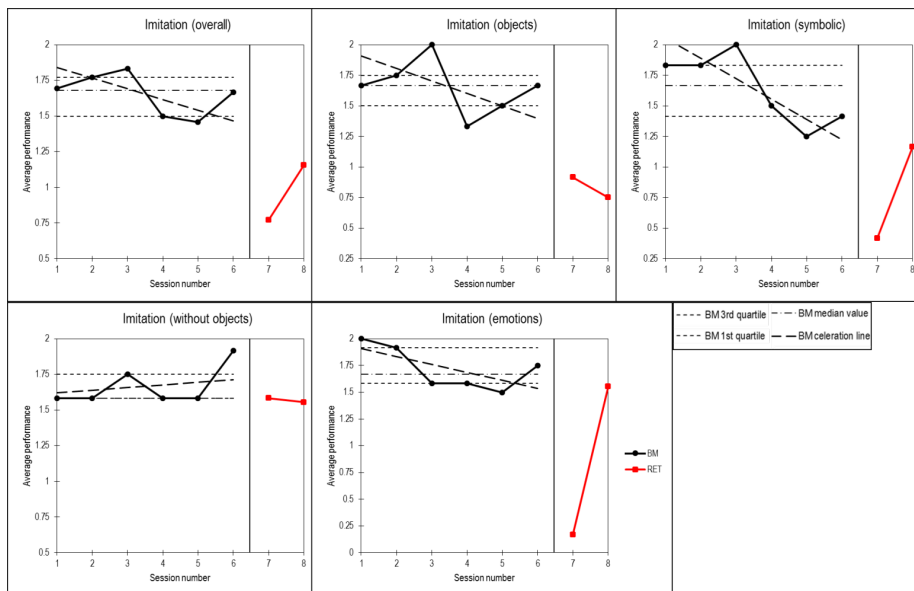 Imitation (overall)
2
1.75
1.5
1.25
1
0.75
0.5
1 2 3 4 5 6 7 8
Average performance
Session number
Imitation (objects)
2
1.75
1.5
1.25
1
0.75
0.5
0.25
1 2 3 4 5 6 7 8
Average performance
Session number
Imitation (symbolic)
2
1.75
1.5
1.25
1
0.75
0.5
0.25
1 2 3 4 5 6 7 8
Average performance
Session number
Imitation (without objects)
2
1.75
1.5
1.25
1
0.75
0.5
1 2 3 4 5 6 7 8
Average performance
Session number
Imitation (emotions)
2
1.75
1.5
1.25
1
0.75
0.5
0.25
0
1 2 3 4 5 6 7 8
Average performance
Session number
BM
RET
BM 3rd quartile
BM median value
BM 1st quartile
BM celeration line